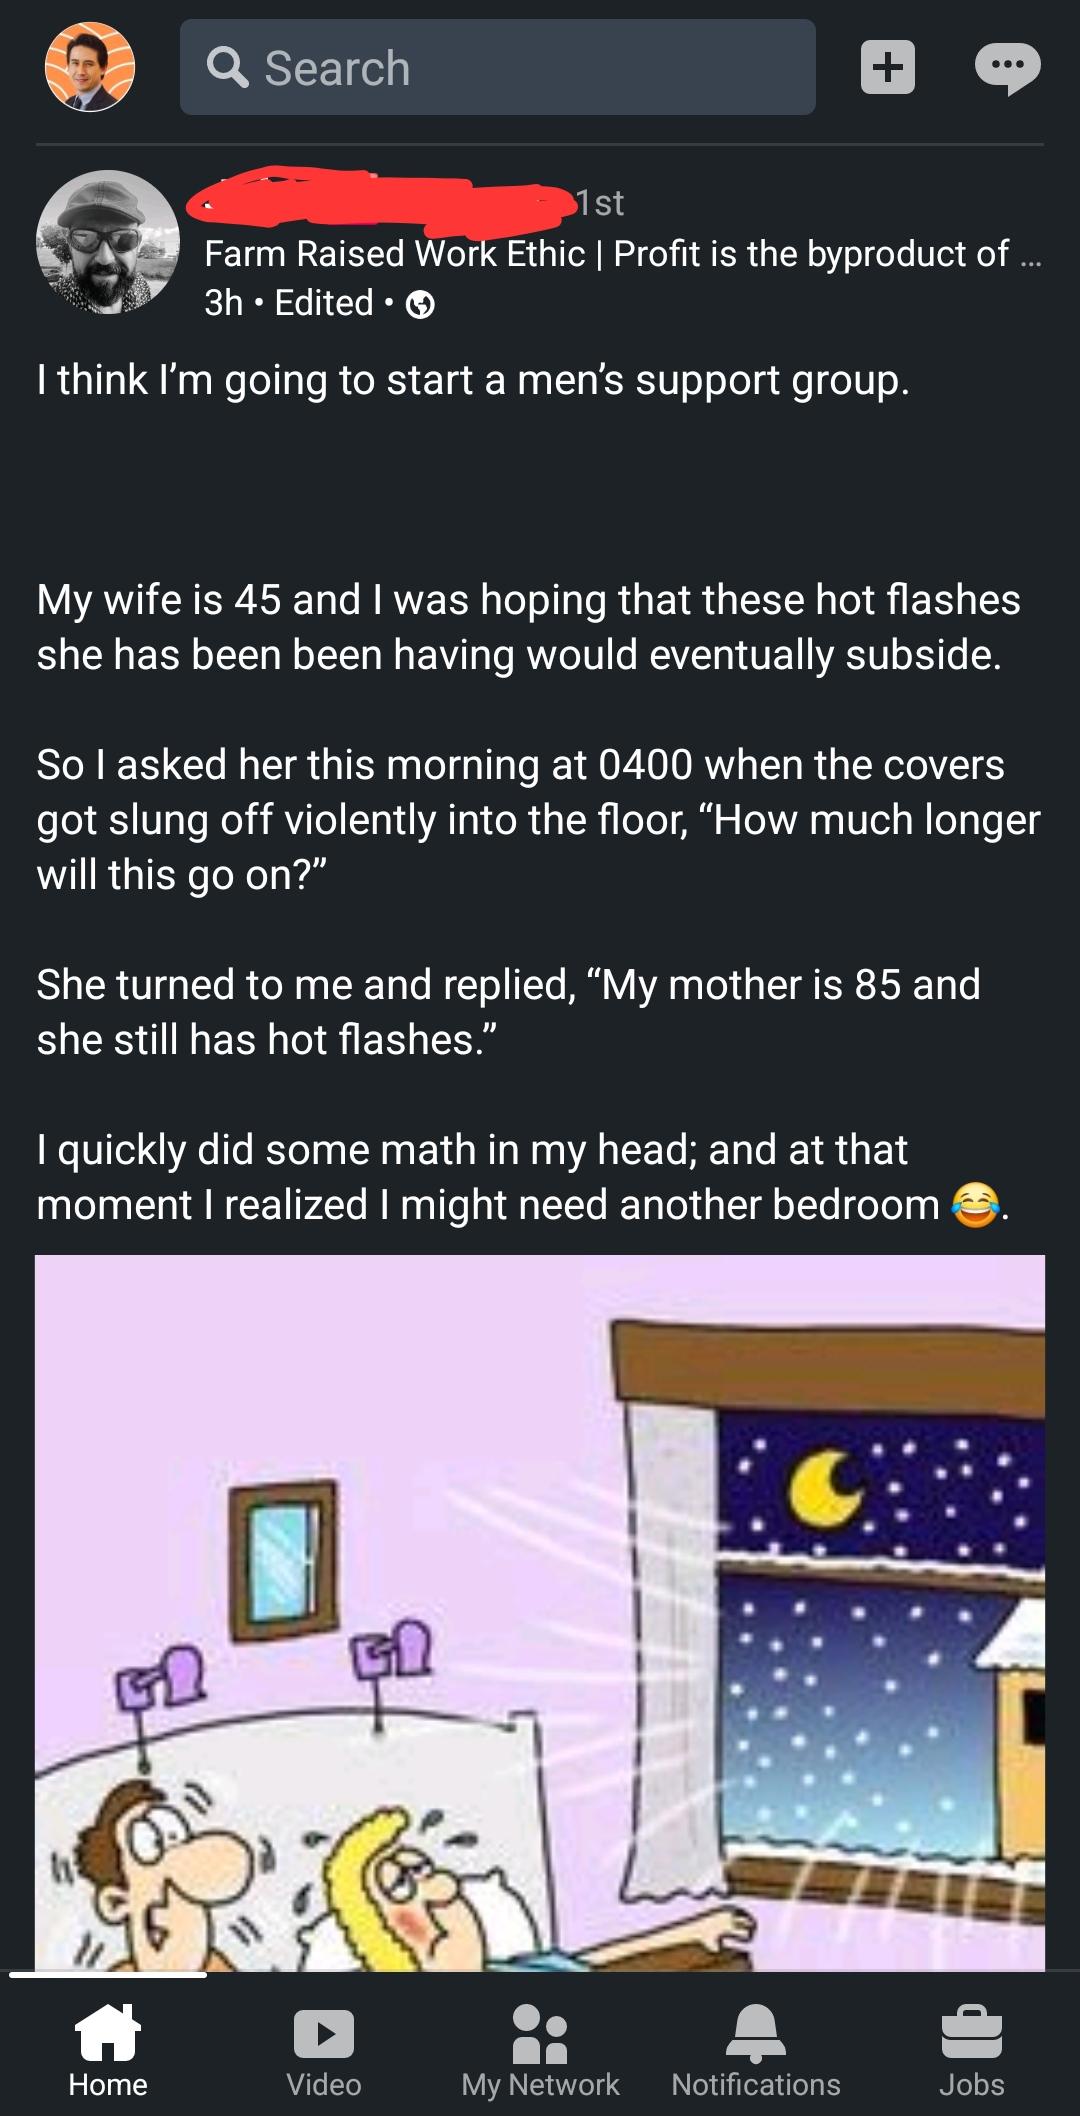 Search
1st
Farm Raised Work Ethic | Profit is the byproduct of ...
3h • Edited •
I think I’m going to start a men’s support group.
My wife is 45 and I was hoping that these hot flashes
she has been been having would eventually subside.
So I asked her this morning at 0400 when the covers
got slung off violently into the floor, “How much longer
will this go on?”
She turned to me and replied, “My mother is 85 and
she still has hot flashes.”
I quickly did some math in my head; and at that
moment I realized I might need another bedroom 😂.
Home
Video
My Network
Notifications
Jobs